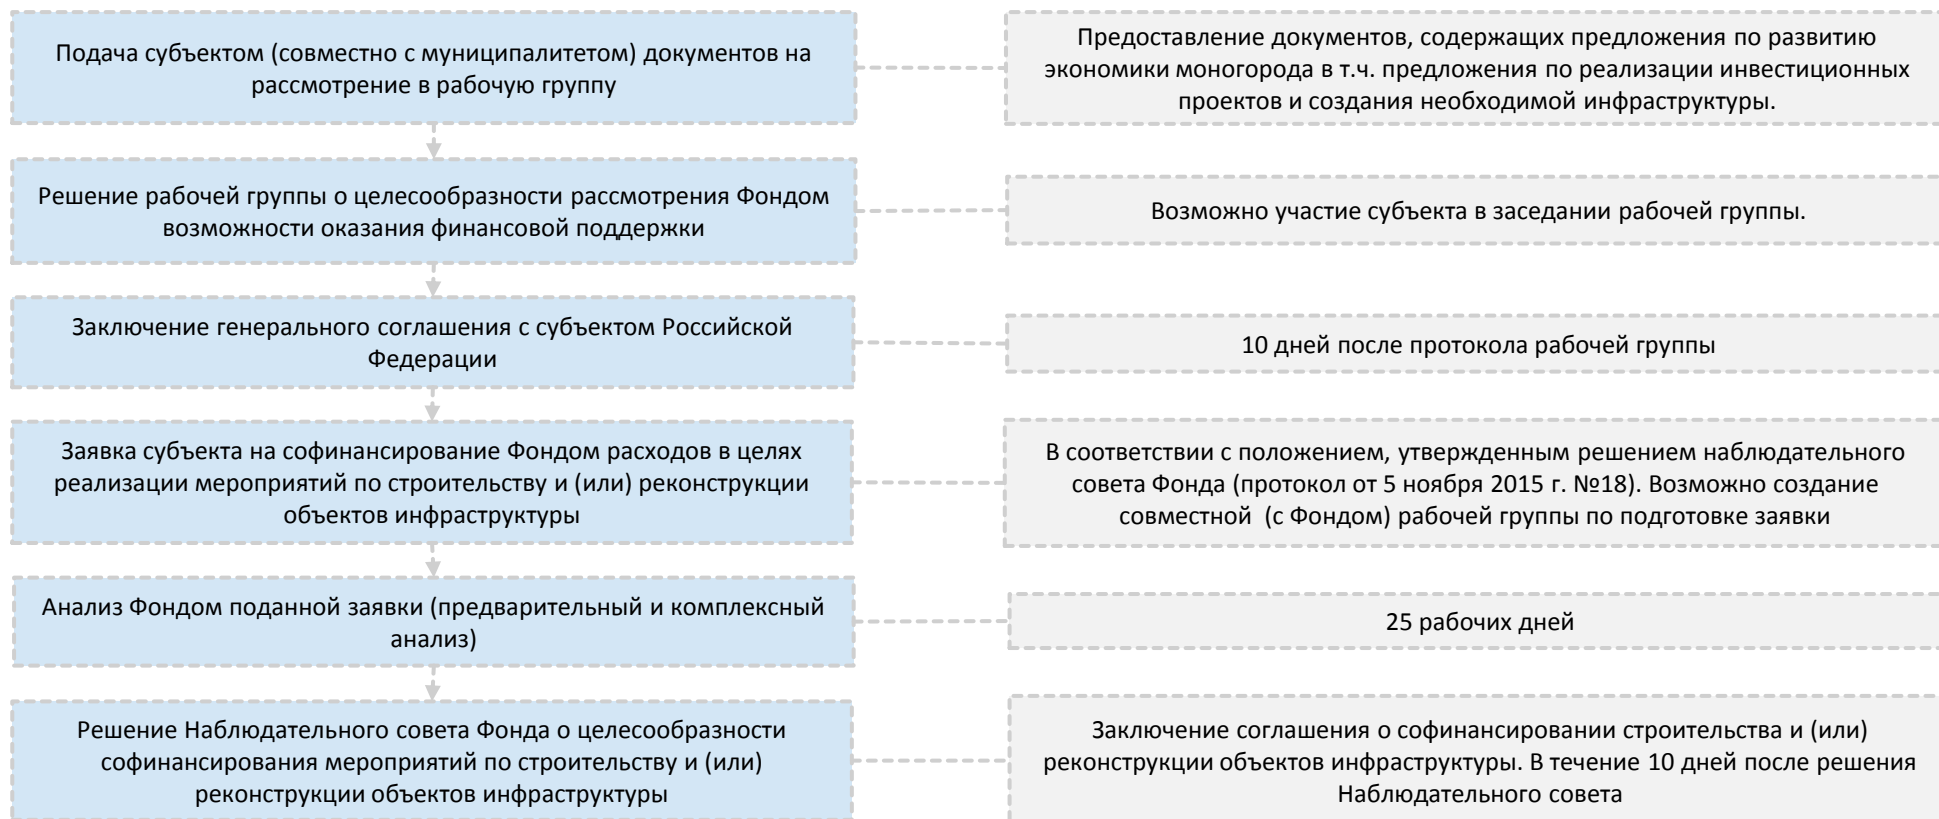 Подача субъектом (совместно с муниципалитетом) документов на
рассмотрение в рабочую группу
Предоставление документов, содержащих предложения по развитию
экономики моногорода в т.ч. предложения по реализации инвестиционных
проектов и создания необходимой инфраструктуры.
Решение рабочей группы о целесообразности рассмотрения Фондом
возможности оказания финансовой поддержки
Возможно участие субъекта в заседании рабочей группы.
Заключение генерального соглашения с субъектом Российской
Федерации
10 дней после протокола рабочей группы
Заявка субъекта на софинансирование Фондом расходов в целях
реализации мероприятий по строительству и (или) реконструкции
объектов инфраструктуры
В соответствии с положением, утвержденным решением наблюдательного
совета Фонда (протокол от 5 ноября 2015 г. №18). Возможно создание
совместной (с Фондом) рабочей группы по подготовке заявки
Анализ Фондом поданной заявки (предварительный и комплексный
анализ)
25 рабочих дней
Решение Наблюдательного совета Фонда о целесообразности
софинансирования мероприятий по строительству и (или)
реконструкции объектов инфраструктуры
Заключение соглашения о софинансировании строительства и (или)
реконструкции объектов инфраструктуры. В течение 10 дней после решения
Наблюдательного совета